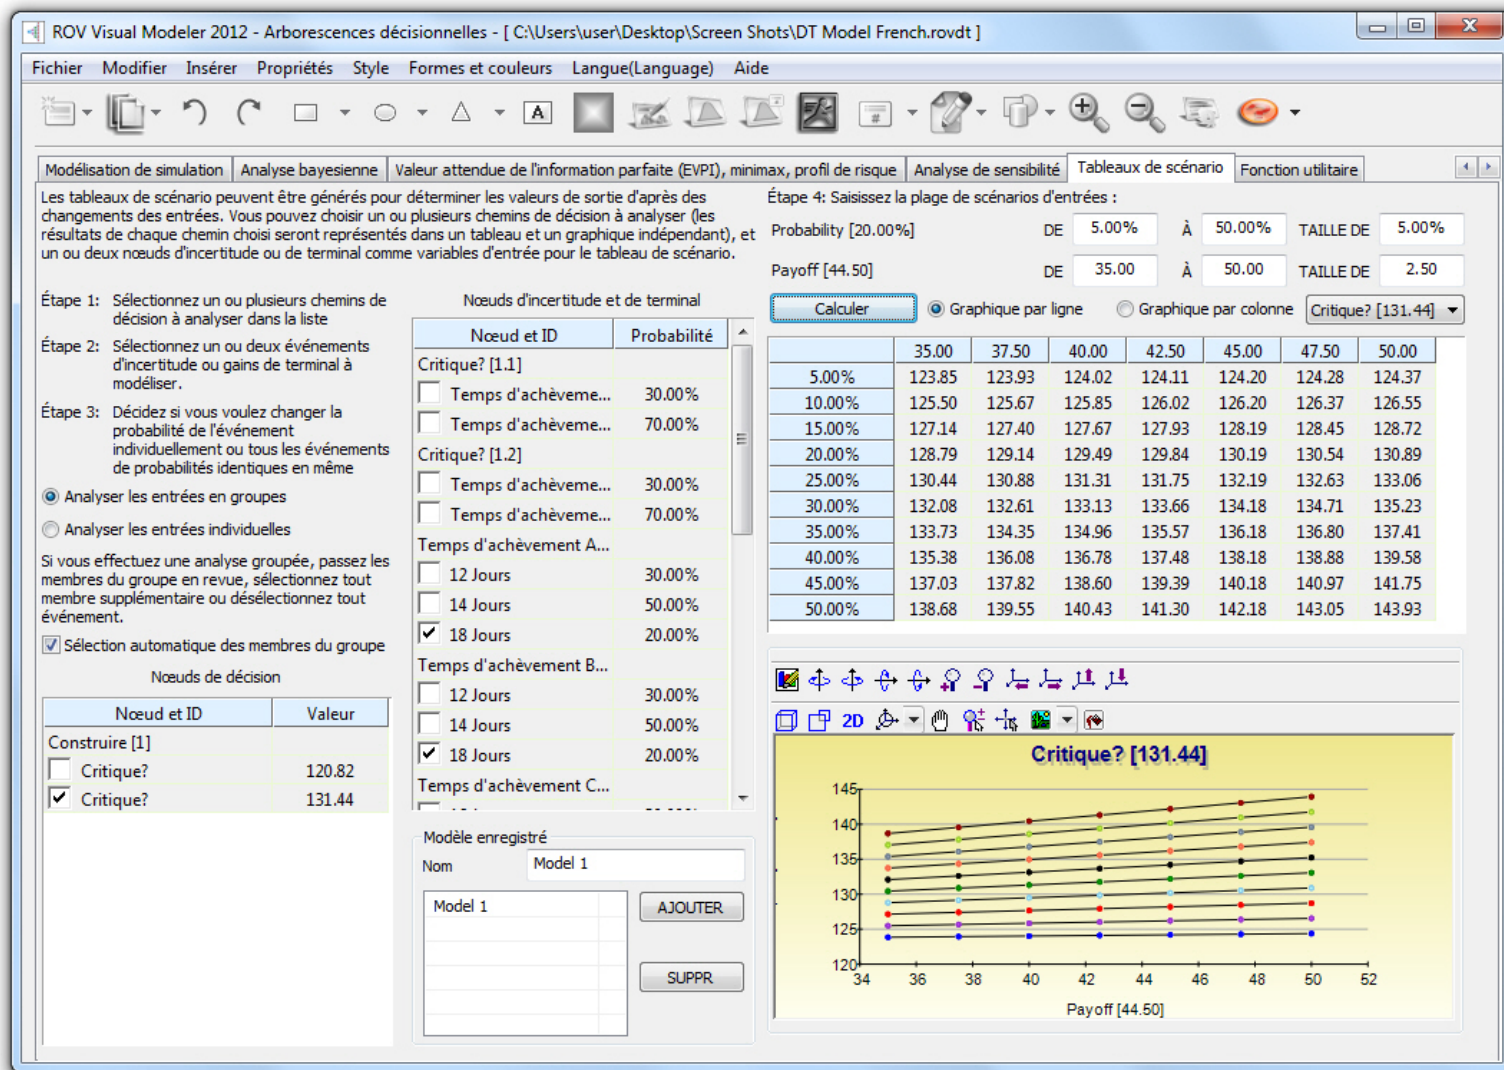 ROV Visual Modeler 2012 - Arborescences décisionnelles - [ C:\Users\user\Desktop\Screen Shots\DT Model French.rovdt ]
Fichier Modifier Insérer Propriétés Style Formes et couleurs Langue(Language) Aide
A #
Modélisation de simulation Analyse bayesienne Valeur attendue de l'information parfaite (EVPI), minimax, profil de risque Analyse de sensibilité Tableaux de scénario Fonction utilitaire
Les tableaux de scénario peuvent être générés pour déterminer les valeurs de sortie d'après des
changements des entrées. Vous pouvez choisir un ou plusieurs chemins de décision à analyser (les
résultats de chaque chemin choisi seront représentés dans un tableau et un graphique indépendant), et
un ou deux nœuds d'incertitude ou de terminal comme variables d'entrée pour le tableau de scénario.
Étape 1: Sélectionnez un ou plusieurs chemins de
décision à analyser dans la liste
Étape 2: Sélectionnez un ou deux événements
d'incertitude ou gains de terminal à
modéliser.
Étape 3: Décidez si vous voulez changer la
probabilité de l'événement
individuellement ou tous les événements
de probabilités identiques en même
Analyser les entrées en groupes
Analyser les entrées individuelles
Si vous effectuez une analyse groupée, passez les
membres du groupe en revue, sélectionnez tout
membre supplémentaire ou désélectionnez tout
événement.
Sélection automatique des membres du groupe
Nœuds de décision
Nœud et ID Valeur
Construire [1]
Critique? 120.82
Critique? 131.44
Nœuds d'incertitude et de terminal
Nœud et ID Probabilité
Critique? [1.1]
Temps d'achèveme... 30.00%
Temps d'achèveme... 70.00%
Critique? [1.2]
Temps d'achèveme... 30.00%
Temps d'achèveme... 70.00%
Temps d'achèvement A...
12 Jours 30.00%
14 Jours 50.00%
18 Jours 20.00%
Temps d'achèvement B...
12 Jours 30.00%
14 Jours 50.00%
18 Jours 20.00%
Temps d'achèvement C...
Modèle enregistré
Nom Model 1
Model 1
AJOUTER
SUPPR
Étape 4: Saisissez la plage de scénarios d'entrées :
Probability [20.00%] DE 5.00% À 50.00% TAILLE DE 5.00%
Payoff [44.50] DE 35.00 À 50.00 TAILLE DE 2.50
Calculer Graphique par ligne Graphique par colonne Critique? [131.44]
35.00 37.50 40.00 42.50 45.00 47.50 50.00
5.00% 123.85 123.93 124.02 124.11 124.20 124.28 124.37
10.00% 125.50 125.67 125.85 126.02 126.20 126.37 126.55
15.00% 127.14 127.40 127.67 127.93 128.19 128.45 128.72
20.00% 128.79 129.14 129.49 129.84 130.19 130.54 130.89
25.00% 130.44 130.88 131.31 131.75 132.19 132.63 133.06
30.00% 132.08 132.61 133.13 133.66 134.18 134.71 135.23
35.00% 133.73 134.35 134.96 135.57 136.18 136.80 137.41
40.00% 135.38 136.08 136.78 137.48 138.18 138.88 139.58
45.00% 137.03 137.82 138.60 139.39 140.18 140.97 141.75
50.00% 138.68 139.55 140.43 141.30 142.18 143.05 143.93
2D
Critique? [131.44]
145
140
135
130
125
120
34 36 38 40 42 44 46 48 50 52
Payoff [44.50]